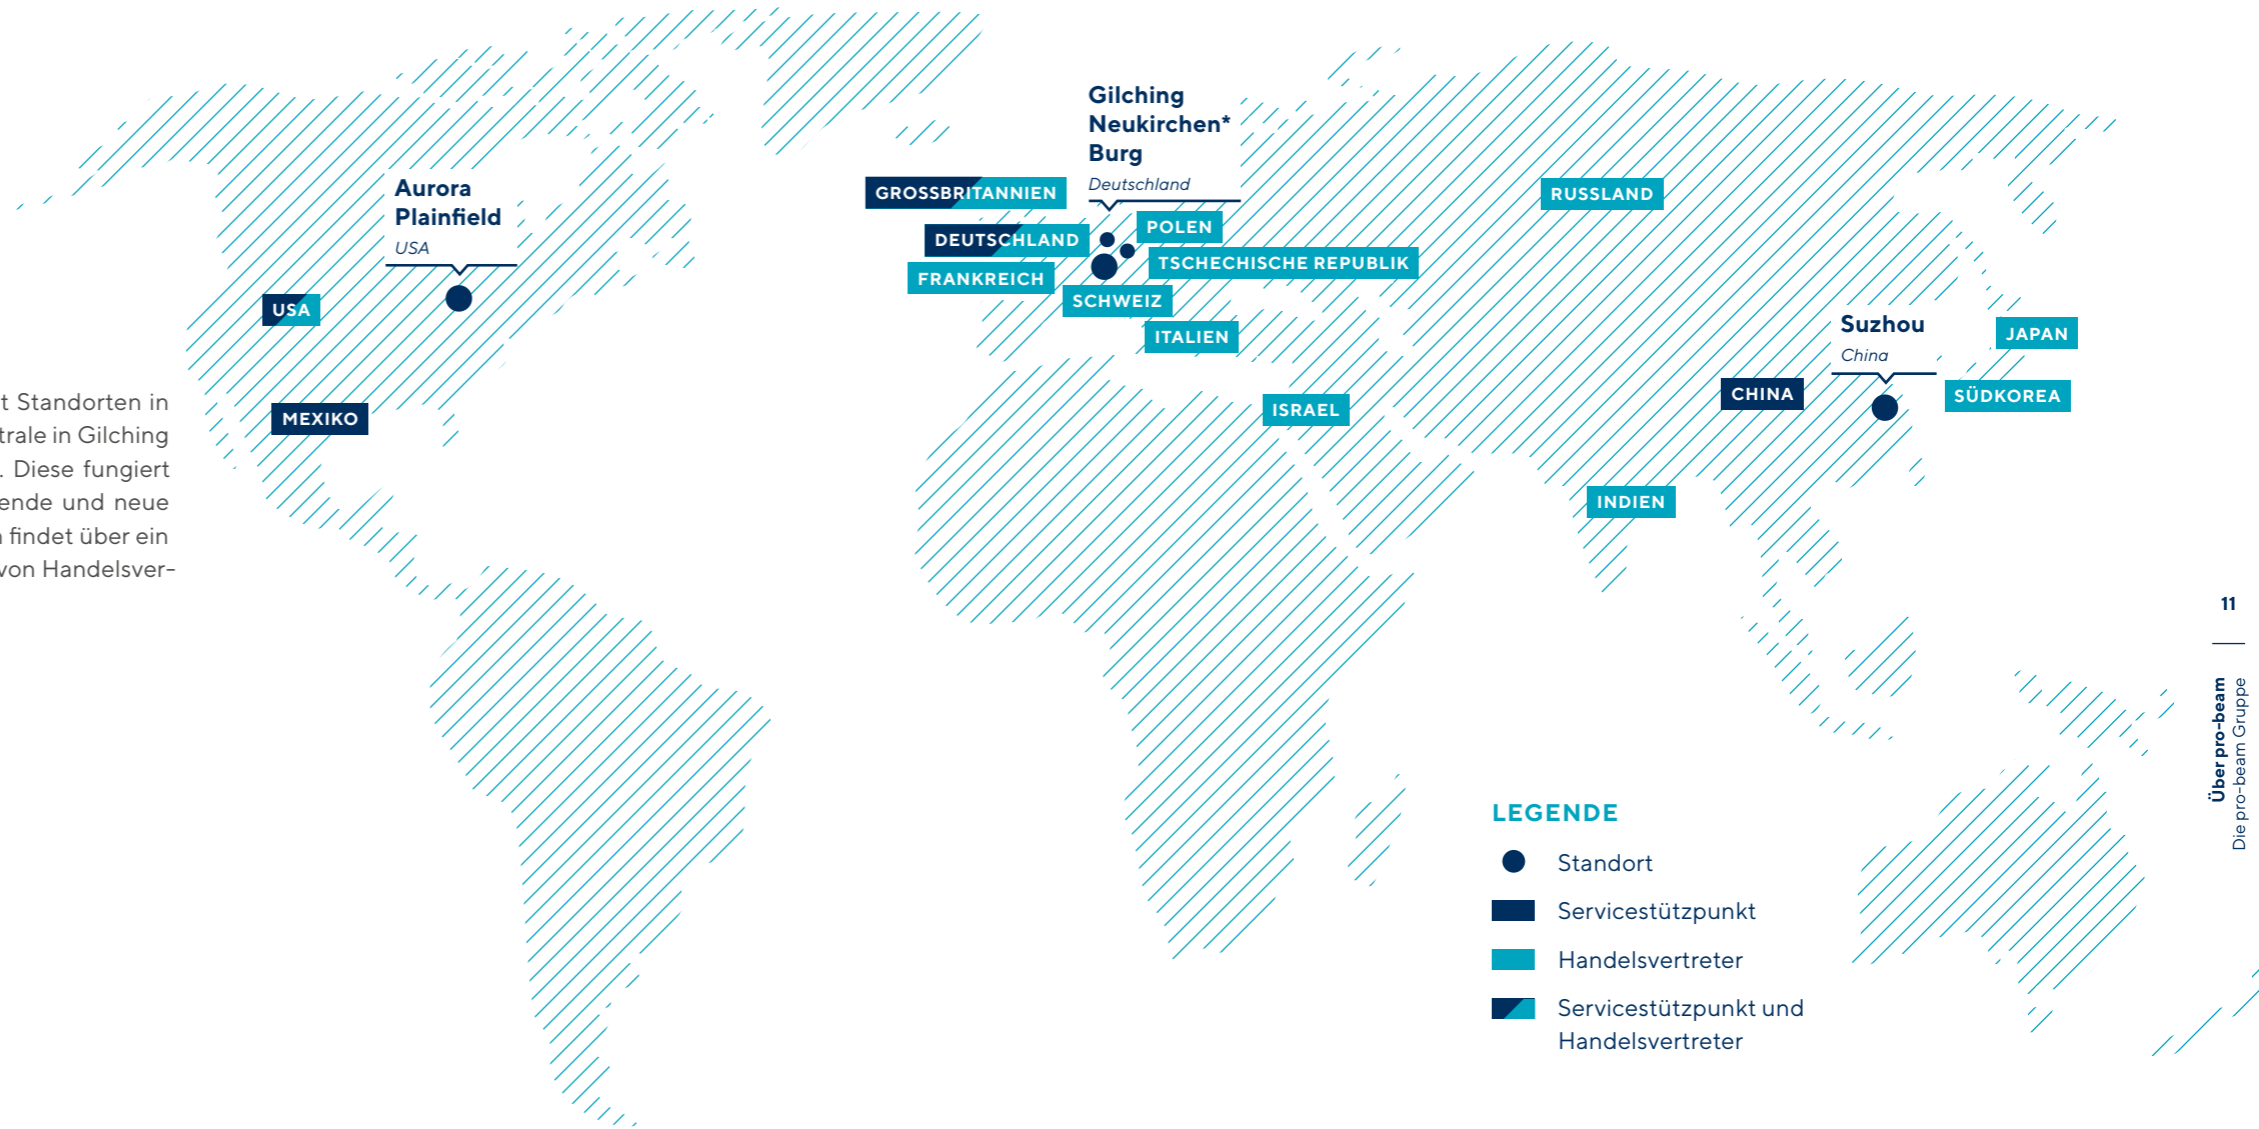 t Standorten in
trale in Gilching
. Diese fungiert
ende und neue
findet über ein
von Handelsver-
Aurora
Plainfield
USA
USA
MEXIKO
Gilching
Neukirchen*
Burg
Deutschland
GROSSBRITANNIEN
DEUTSCHLAND
FRANKREICH
POLEN
TSCHECHISCHE REPUBLIK
SCHWEIZ
ITALIEN
ISRAEL
RUSSLAND
INDIEN
Suzhou
China
CHINA
JAPAN
SÜDKOREA
LEGENDE
Standort
Servicestützpunkt
Handelsvertreter
Servicestützpunkt und
Handelsvertreter
11
Über pro-beam
Die pro-beam Gruppe